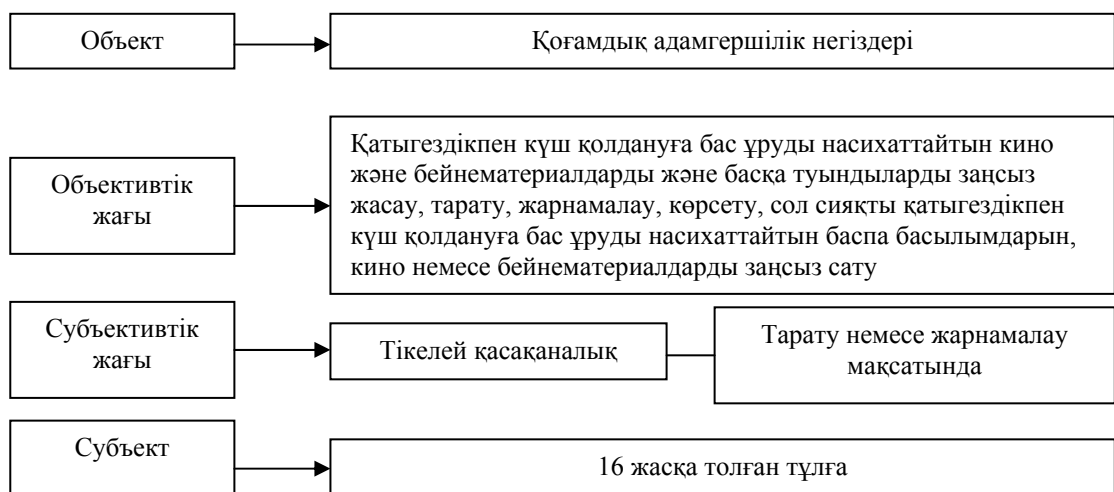 Объект
Қоғамдық адамгершілік негіздері
Объективтік
жағы
Қатыгездікпен күш қолдануға бас ұруды насихаттайтын кино
және бейнематериалдарды және басқа туындыларды заңсыз
жасау, тарату, жарнамалау, көрсету, сол сияқты қатыгездікпен
күш қолдануға бас ұруды насихаттайтын баспа басылымдарын,
кино немесе бейнематериалдарды заңсыз сату
Субъективтік
жағы
Тікелей қасақаналық
Тарату немесе жарнамалау
мақсатында
Субъект
16 жасқа толған тұлға